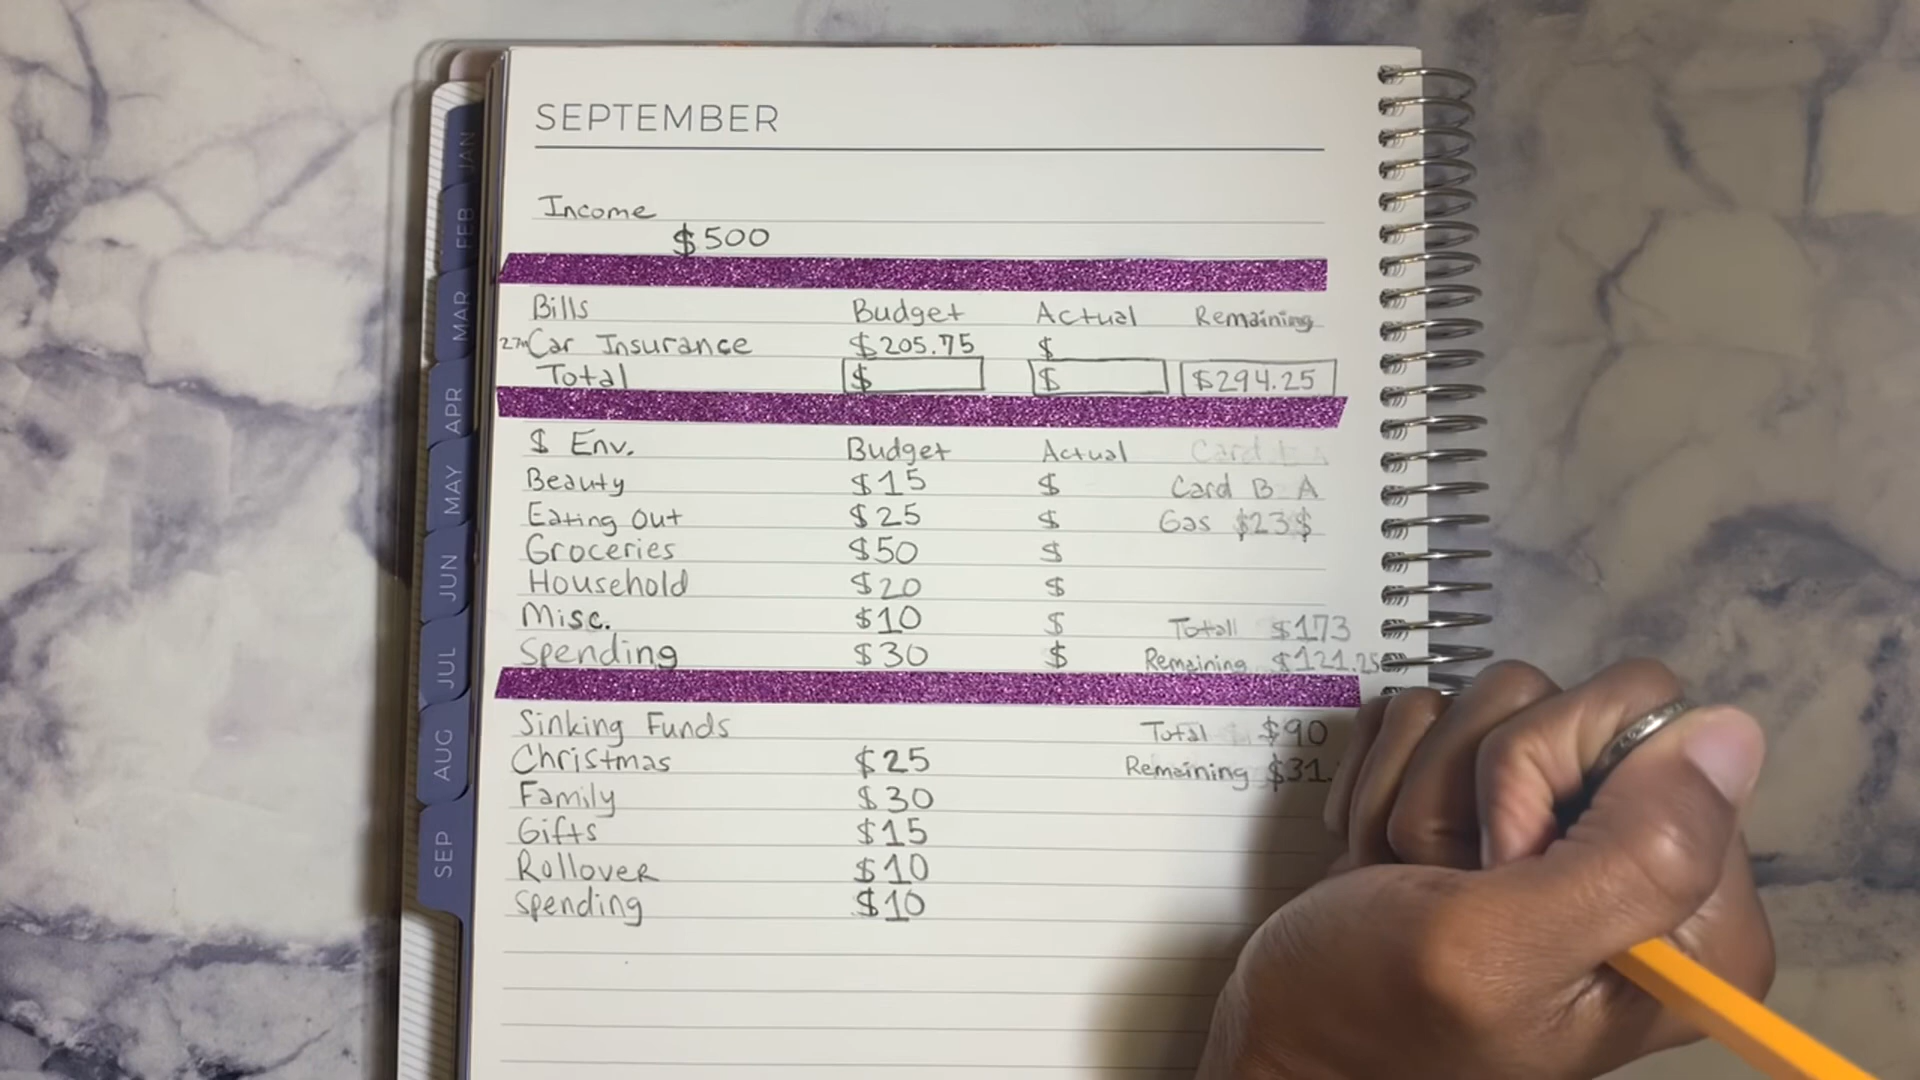 SEPTEMBER
Income
$500
Bills Budget Actual Remaining
27th Car Insurance $205.75 $
Total $ $ $294.25
$ Env. Budget Actual
Beauty $15 $ Card B A
Eating Out $25 $ Gas $23 $
Groceries $50 $
Household $20 $
Misc. $10 $ Total $173
Spending $30 $ Remaining $121.25
Sinking Funds Total $90
Christmas $25 Remaining $31.
Family $30
Gifts $15
Rollover $10
Spending $10
JAN
FEB
MAR
APR
MAY
JUN
JUL
AUG
SEP